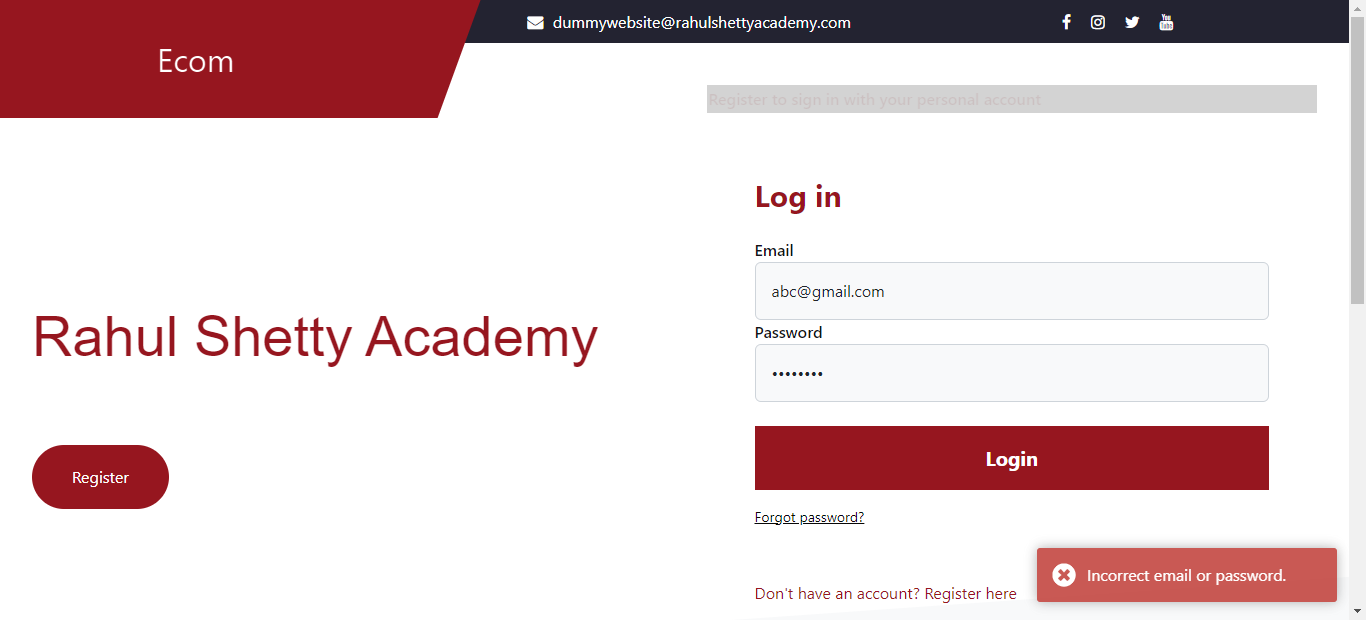 dummywebsite@rahulshettyacademy.com
Ecom
Register to sign in with your personal account
Log in
Email
abc@gmail.com
Password
••••••••
Rahul Shetty Academy
Login
Register
Forgot password?
Incorrect email or password.
Don't have an account? Register here